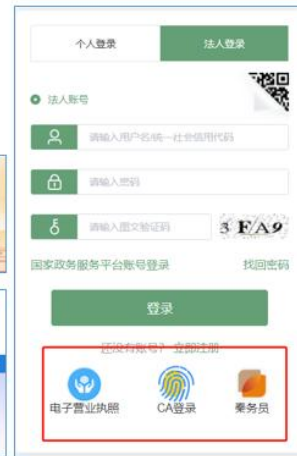 个人登录 法人登录
法人账号
请输入用户名/统一社会信用代码
请输入密码
请输入图文验证码 3 FA9
国家政务服务平台账号登录 找回密码
登录
还没有账号？ 立即注册
电子营业执照 CA登录 秦务员